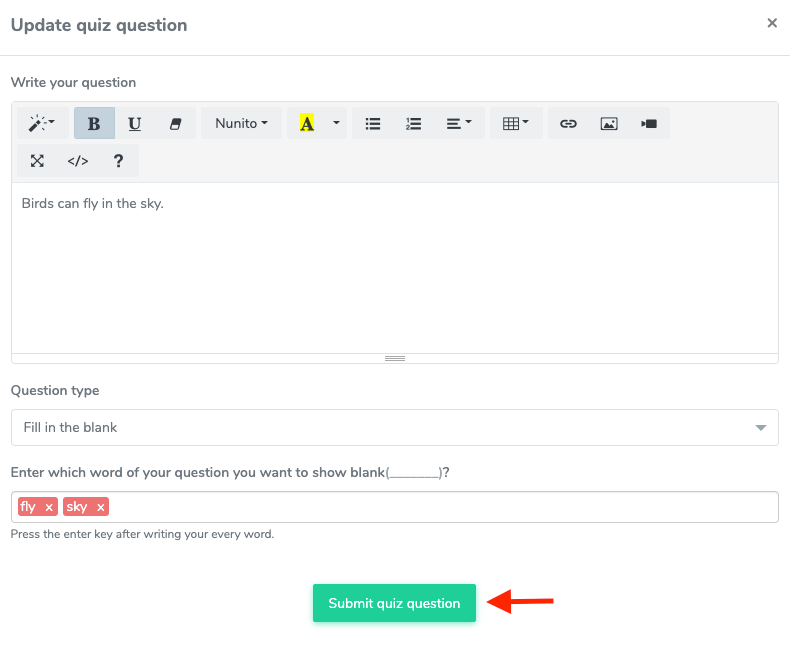 Update quiz question ×
Write your question
B U Nunito A
</> ?
Birds can fly in the sky.
Question type
Fill in the blank
Enter which word of your question you want to show blank(_______)?
fly x sky x
Press the enter key after writing your every word.
Submit quiz question